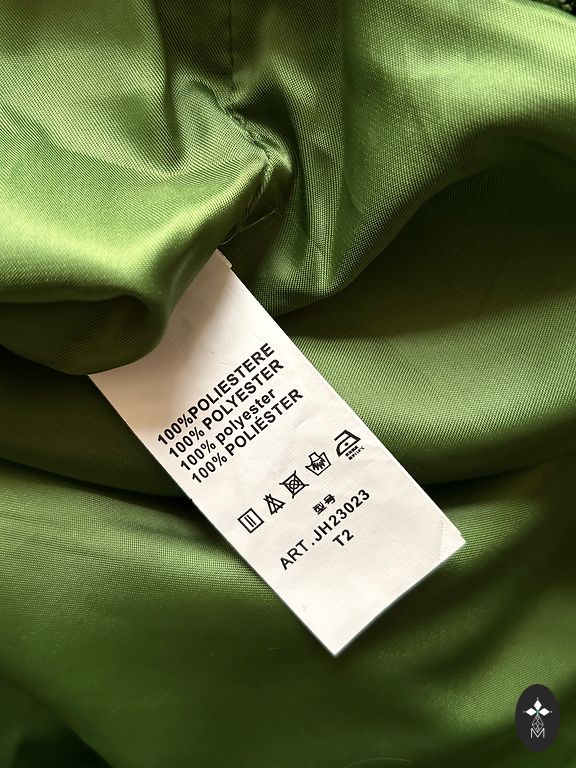 100%POLIESTERE
100% POLYESTER
100% polyester
100% POLIÉSTER
型号
ART.JH23023
T2
M